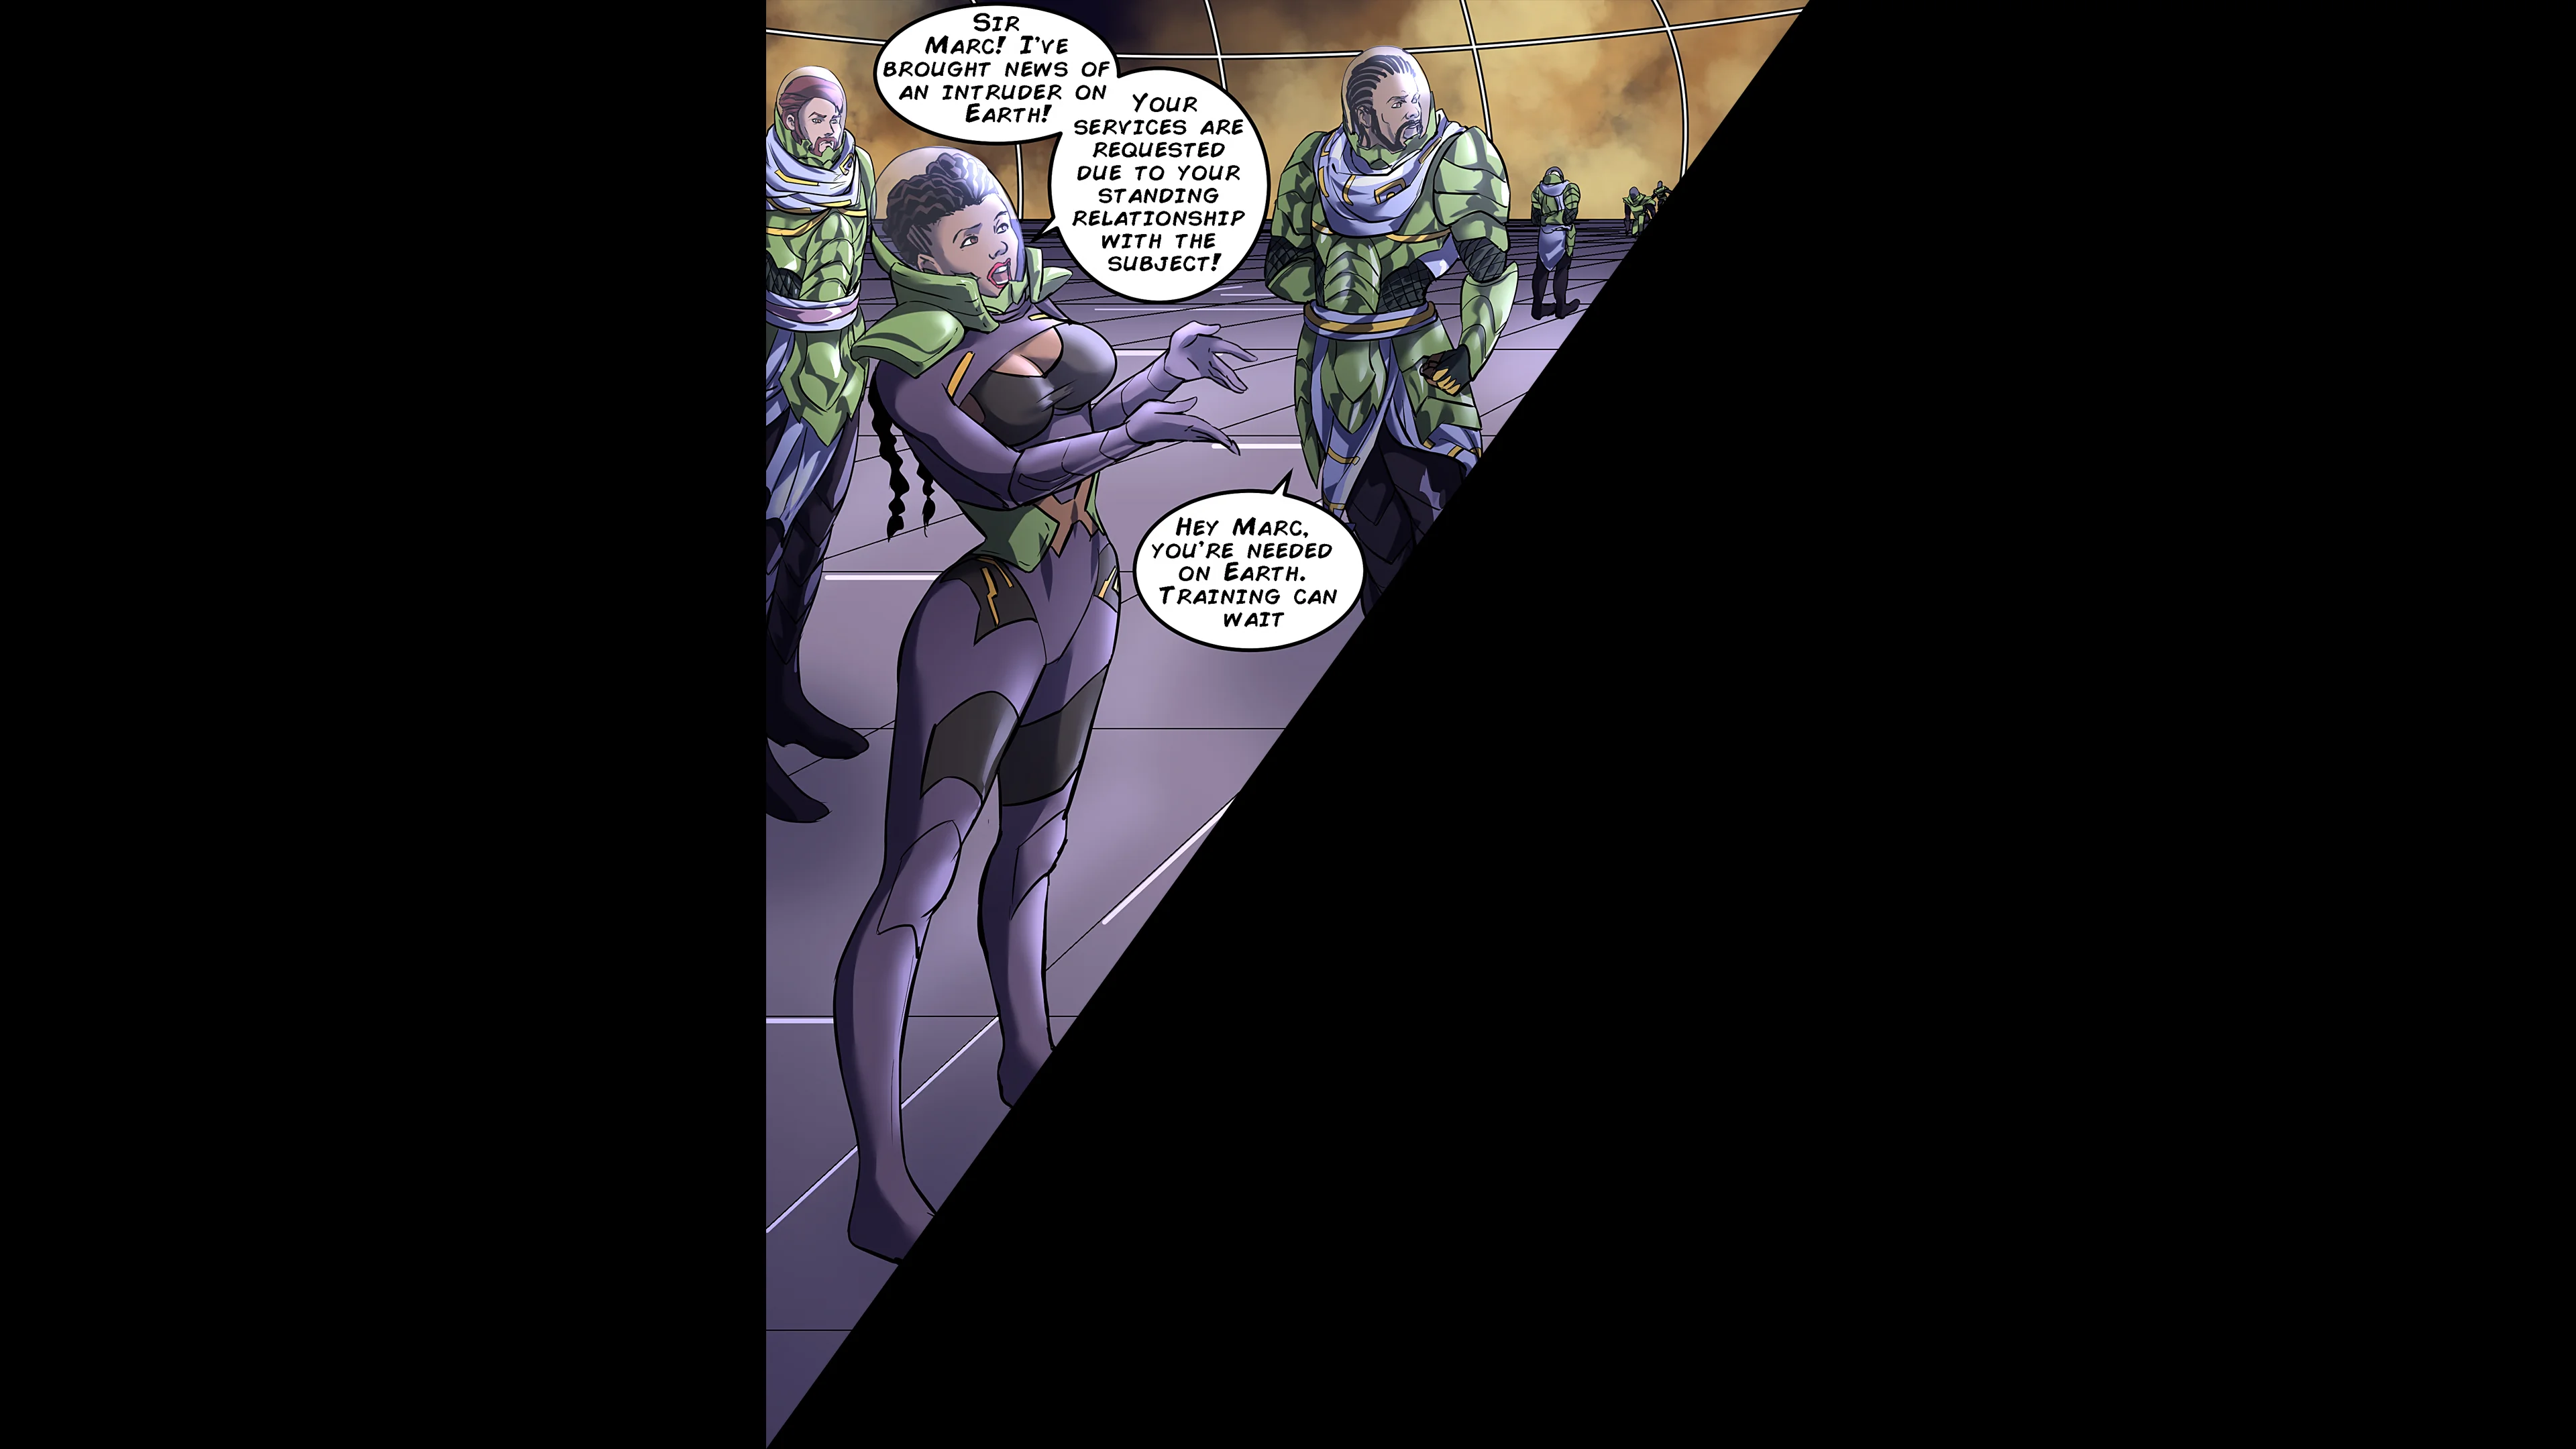 SIR
MARC! I'VE
BROUGHT NEWS OF
AN INTRUDER ON
EARTH!
YOUR
SERVICES ARE
REQUESTED
DUE TO YOUR
STANDING
RELATIONSHIP
WITH THE
SUBJECT!
HEY MARC,
YOU'RE NEEDED
ON EARTH.
TRAINING CAN
WAIT